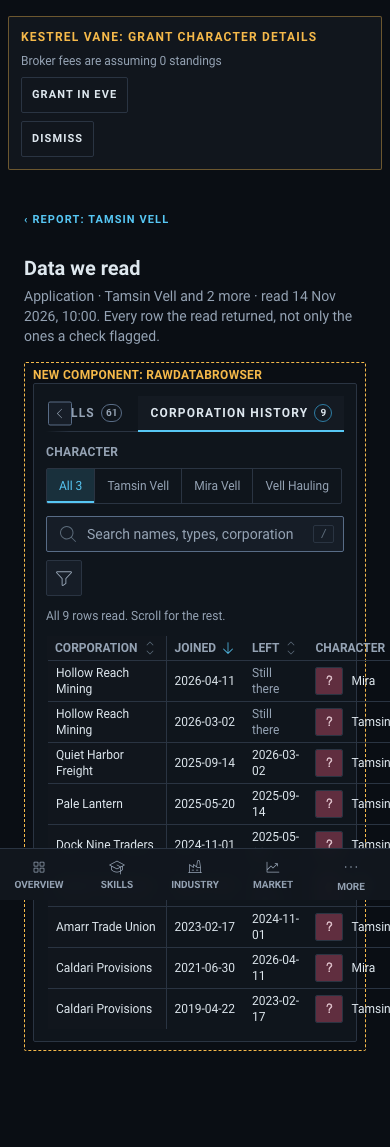 KESTREL VANE: GRANT CHARACTER DETAILS
Broker fees are assuming 0 standings
GRANT IN EVE
DISMISS
‹ REPORT: TAMSIN VELL
Data we read
Application · Tamsin Vell and 2 more · read 14 Nov
2026, 10:00. Every row the read returned, not only the
ones a check flagged.
NEW COMPONENT: RAWDATABROWSER
LLS 61 CORPORATION HISTORY 9
CHARACTER
All 3 Tamsin Vell Mira Vell Vell Hauling
Search names, types, corporation /
All 9 rows read. Scroll for the rest.
CORPORATION JOINED LEFT CHARACTER
Hollow Reach Mining 2026-04-11 Still there ? Mira
Hollow Reach Mining 2026-03-02 Still there ? Tamsin
Quiet Harbor Freight 2025-09-14 2026-03-02 ? Tamsin
Pale Lantern 2025-05-20 2025-09-14 ? Tamsin
Dock Nine Traders 2024-11-01 2025-05- ? Tamsin
OVERVIEW SKILLS INDUSTRY MARKET MORE
Amarr Trade Union 2023-02-17 2024-11-01 ? Tamsin
Caldari Provisions 2021-06-30 2026-04-11 ? Mira
Caldari Provisions 2019-04-22 2023-02-17 ? Tamsin